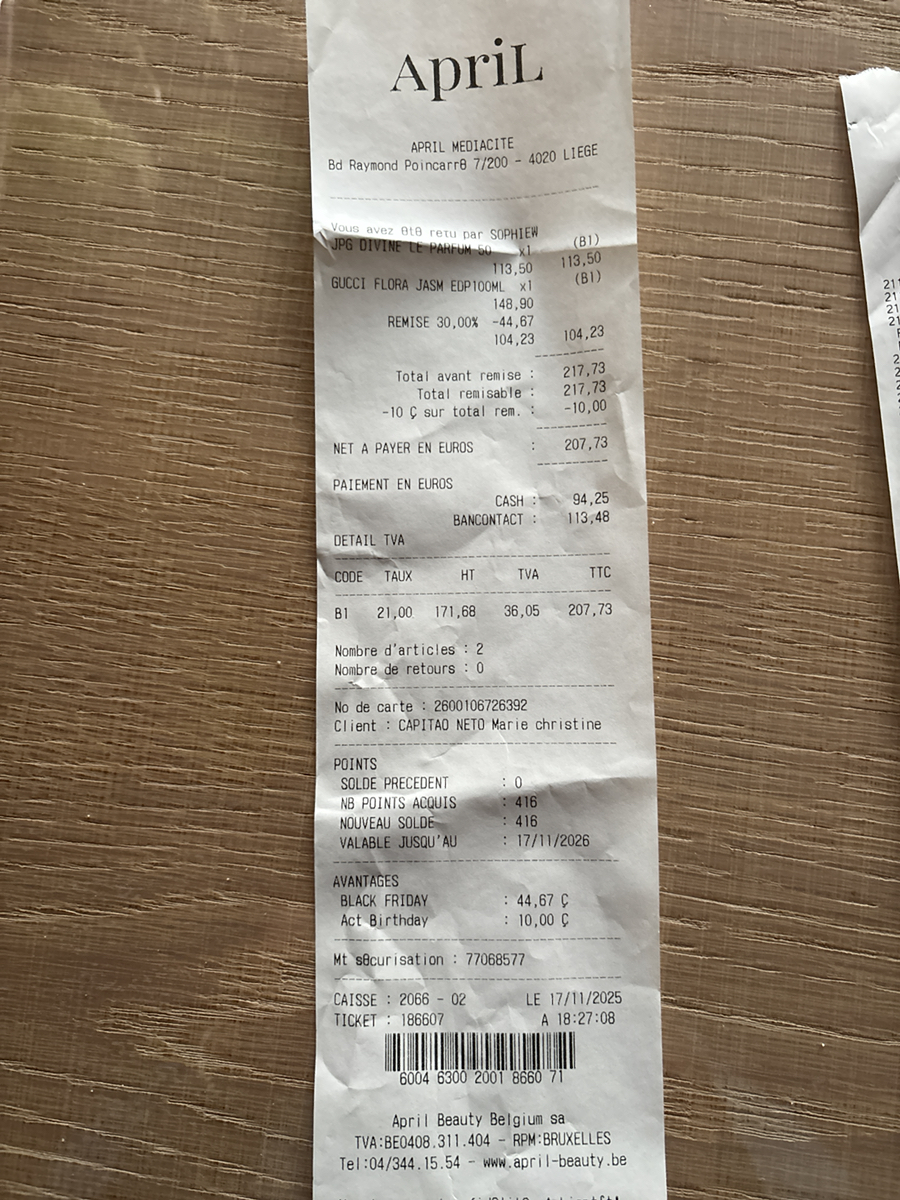 ApriL
APRIL MEDIACITE
Bd Raymond Poincarθ 7/200 - 4020 LIEGE
Vous avez θtθ reτu par SOPHIEW
JPG DIVINE LE PARFUM 50 x1 (B1)
113,50 113,50
GUCCI FLORA JASM EDP100ML x1 (B1)
148,90
REMISE 30,00% -44,67
104,23 104,23
Total avant remise : 217,73
Total remisable : 217,73
-10 Ç sur total rem. : -10,00
NET A PAYER EN EUROS : 207,73
PAIEMENT EN EUROS
CASH : 94,25
BANCONTACT : 113,48
DETAIL TVA
CODE TAUX HT TVA TTC
B1 21,00 171,68 36,05 207,73
Nombre d'articles : 2
Nombre de retours : 0
No de carte : 2600106726392
Client : CAPITAO NETO Marie christine
POINTS
SOLDE PRECEDENT : 0
NB POINTS ACQUIS : 416
NOUVEAU SOLDE : 416
VALABLE JUSQU'AU : 17/11/2026
AVANTAGES
BLACK FRIDAY : 44,67 Ç
Act Birthday : 10,00 Ç
Mt sθcurisation : 77068577
CAISSE : 2066 - 02 LE 17/11/2025
TICKET : 186607 A 18:27:08
6004 6300 2001 8660 71
April Beauty Belgium sa
TVA:BE0408.311.404 - RPM:BRUXELLES
Tel:04/344.15.54 - www.april-beauty.be